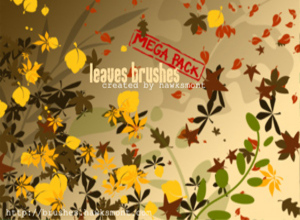 MEGA PACK
leaves brushes
created by hawksmont